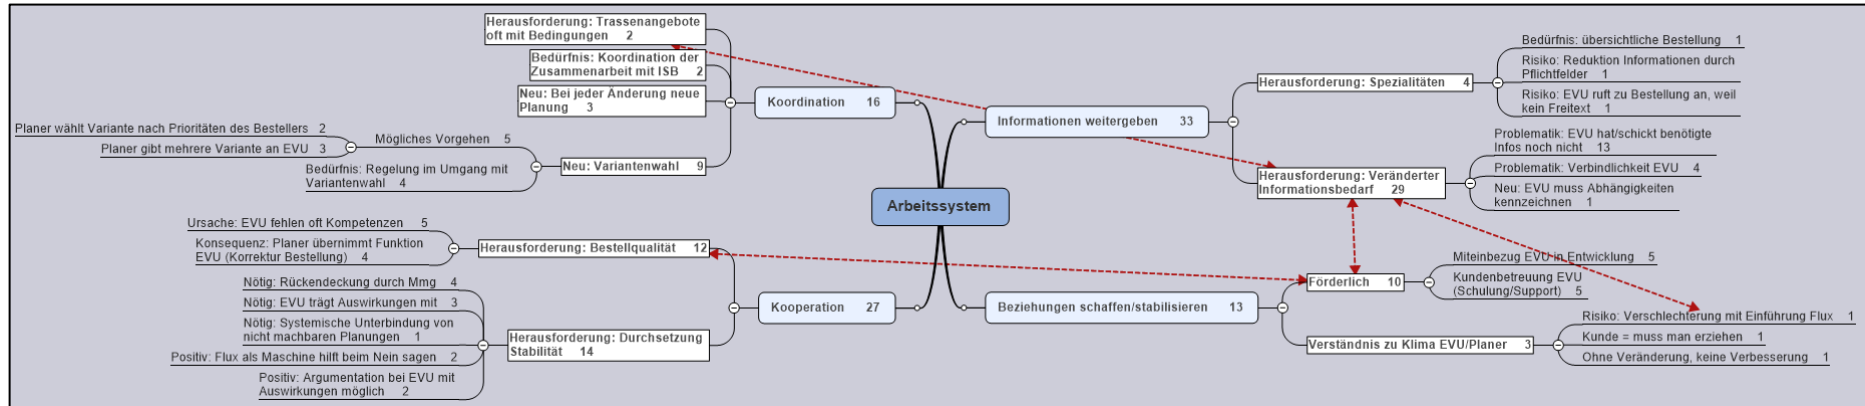 Herausforderung: Trassenangebote
oft mit Bedingungen 2
Bedürfnis: Koordination der
Zusammenarbeit mit ISB 2
Neu: Bei jeder Änderung neue
Planung 3
Koordination 16
Planer wählt Variante nach Prioritäten des Bestellers 2
Planer gibt mehrere Variante an EVU 3
Mögliches Vorgehen 5
Bedürfnis: Regelung im Umgang mit
Variantenwahl 4
Neu: Variantenwahl 9
Arbeitssystem
Ursache: EVU fehlen oft Kompetenzen 5
Konsequenz: Planer übernimmt Funktion
EVU (Korrektur Bestellung) 4
Herausforderung: Bestellqualität 12
Nötig: Rückendeckung durch Mmg 4
Nötig: EVU trägt Auswirkungen mit 3
Nötig: Systemische Unterbindung von
nicht machbaren Planungen 1
Positiv: Flux als Maschine hilft beim Nein sagen 2
Positiv: Argumentation bei EVU mit
Auswirkungen möglich 2
Herausforderung: Durchsetzung
Stabilität 14
Kooperation 27
Informationen weitergeben 33
Herausforderung: Spezialitäten 4
Bedürfnis: übersichtliche Bestellung 1
Risiko: Reduktion Informationen durch
Pflichtfelder 1
Risiko: EVU ruft zu Bestellung an, weil
kein Freitext 1
Herausforderung: Veränderter
Informationsbedarf 29
Problematik: EVU hat/schickt benötigte
Infos noch nicht 13
Problematik: Verbindlichkeit EVU 4
Neu: EVU muss Abhängigkeiten
kennzeichnen 1
Beziehungen schaffen/stabilisieren 13
Förderlich 10
Miteinbezug EVU in Entwicklung 5
Kundenbetreuung EVU
(Schulung/Support) 5
Verständnis zu Klima EVU/Planer 3
Risiko: Verschlechterung mit Einführung Flux 1
Kunde = muss man erziehen 1
Ohne Veränderung, keine Verbesserung 1